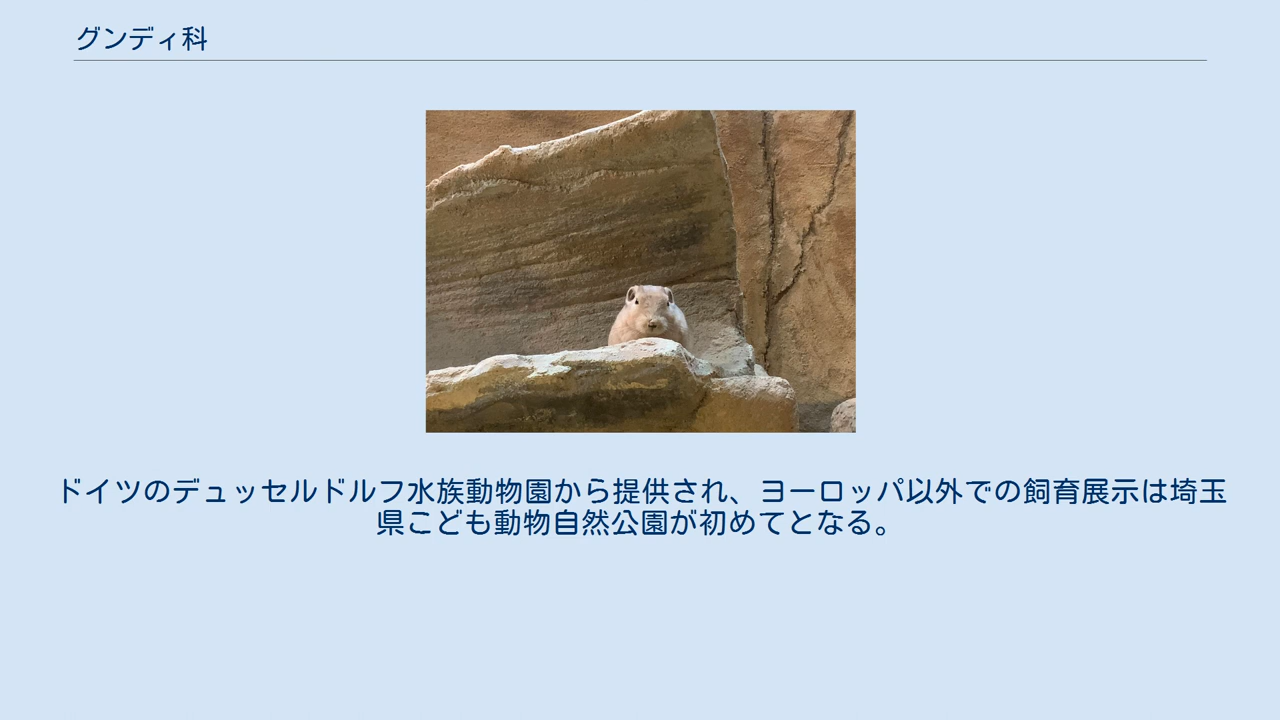 グンディ科
ドイツのデュッセルドルフ水族動物園から提供され、ヨーロッパ以外での飼育展示は埼玉
県こども動物自然公園が初めてとなる。